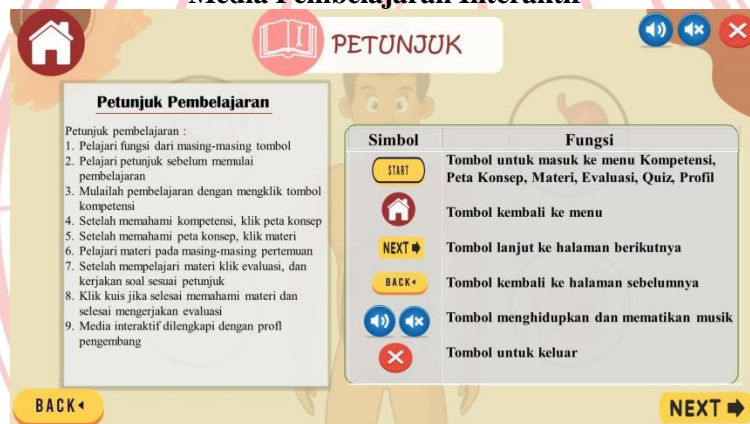 Media Pembelajaran Interaktif
PETUNJUK
Petunjuk Pembelajaran
Petunjuk pembelajaran :
1. Pelajari fungsi dari masing-masing tombol
2. Pelajari petunjuk sebelum memulai
pembelajaran
3. Mulailah pembelajaran dengan mengklik tombol
kompetensi
4. Setelah memahami kompetensi, klik peta konsep
5. Setelah memahami peta konsep, klik materi
6. Pelajari materi pada masing-masing pertemuan
7. Setelah mempelajari materi klik evaluasi, dan
kerjakan soal sesuai petunjuk
8. Klik kuis jika selesai memahami materi dan
selesai mengerjakan evaluasi
9. Media interaktif dilengkapi dengan profl
pengembang
Simbol Fungsi
START Tombol untuk masuk ke menu Kompetensi,
Peta Konsep, Materi, Evaluasi, Quiz, Profil
Tombol kembali ke menu
NEXT Tombol lanjut ke halaman berikutnya
BACK Tombol kembali ke halaman sebelumnya
Tombol menghidupkan dan mematikan musik
Tombol untuk keluar
BACK
NEXT